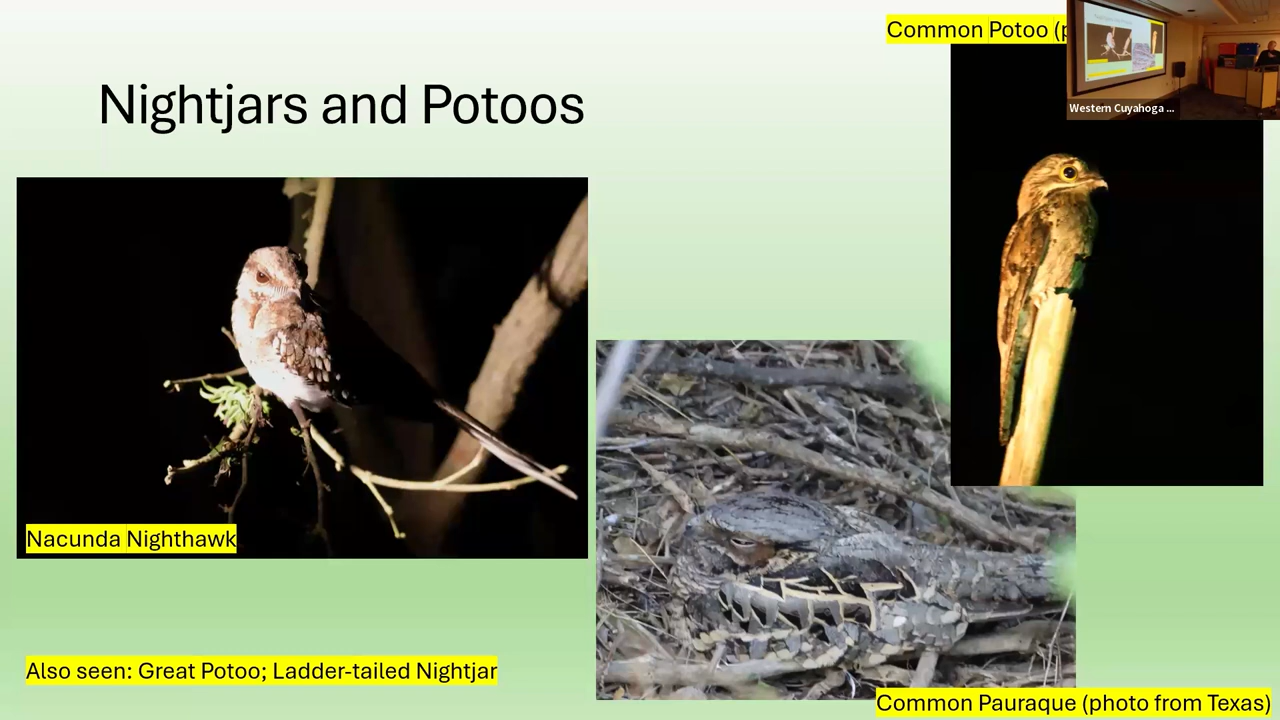 Common Potoo (
Western Cuyahoga ...
Nightjars and Potoos
Nacunda Nighthawk
Also seen: Great Potoo; Ladder-tailed Nightjar
Common Pauraque (photo from Texas)